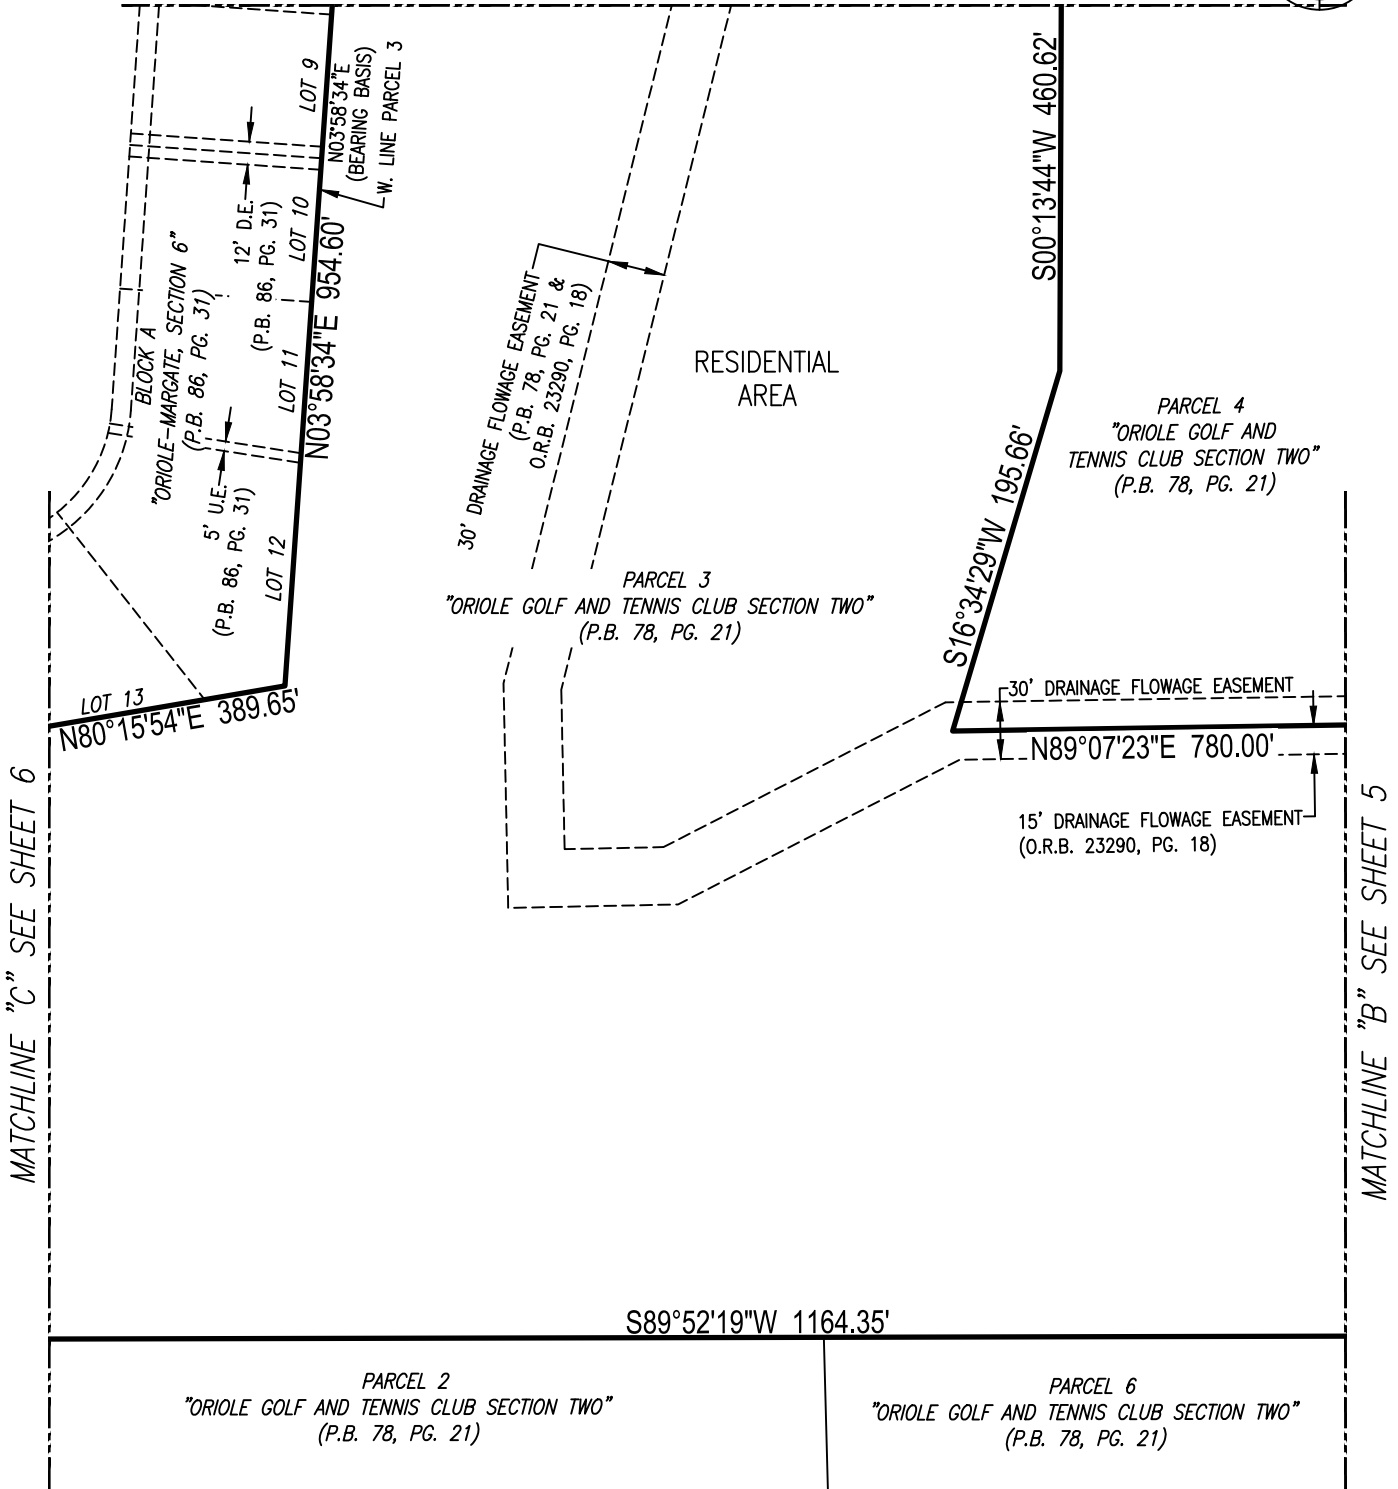 LOT 9
N03°58'34"E
(BEARING BASIS)
W. LINE PARCEL 3
S00°13'44"W 460.62'
12' D.E.
(P.B. 86, PG. 31)
LOT 10
N03°58'34"E 954.60'
BLOCK A
"ORIOLE-MARGATE, SECTION 6"
(P.B. 86, PG. 31)
LOT 11
30' DRAINAGE FLOWAGE EASEMENT
(P.B. 78, PG. 21 &
O.R.B. 23290, PG. 18)
RESIDENTIAL
AREA
PARCEL 4
"ORIOLE GOLF AND
TENNIS CLUB SECTION TWO"
(P.B. 78, PG. 21)
5' U.E.
(P.B. 86, PG. 31)
LOT 12
S16°34'29"W 195.66'
PARCEL 3
"ORIOLE GOLF AND TENNIS CLUB SECTION TWO"
(P.B. 78, PG. 21)
LOT 13
N80°15'54"E 389.65'
30' DRAINAGE FLOWAGE EASEMENT
N89°07'23"E 780.00'
15' DRAINAGE FLOWAGE EASEMENT
(O.R.B. 23290, PG. 18)
MATCHLINE "C" SEE SHEET 6
MATCHLINE "B" SEE SHEET 5
S89°52'19"W 1164.35'
PARCEL 2
"ORIOLE GOLF AND TENNIS CLUB SECTION TWO"
(P.B. 78, PG. 21)
PARCEL 6
"ORIOLE GOLF AND TENNIS CLUB SECTION TWO"
(P.B. 78, PG. 21)